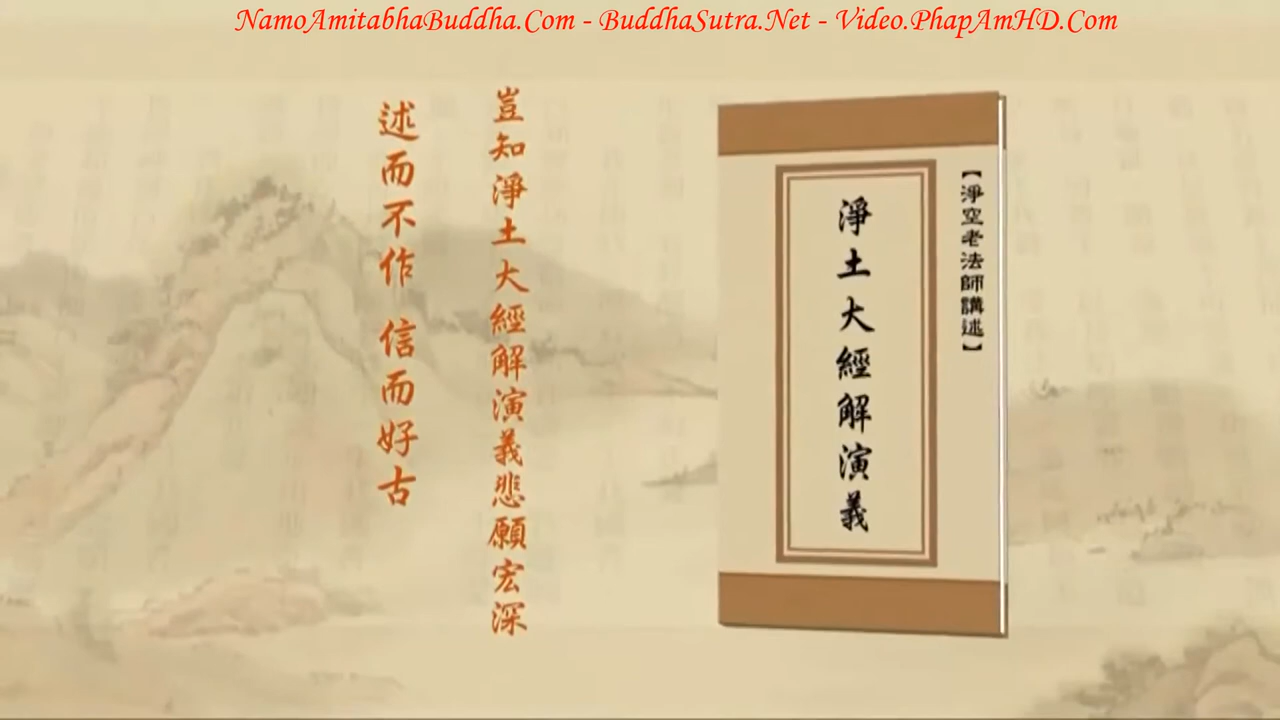 NamoAmitabhaBuddha.Com - BuddhaSutra.Net - Video.PhapAmHD.Com
【淨空老法師講述】
淨土大經解演義
豈知淨土大經解演義悲願宏深
述而不作 信而好古